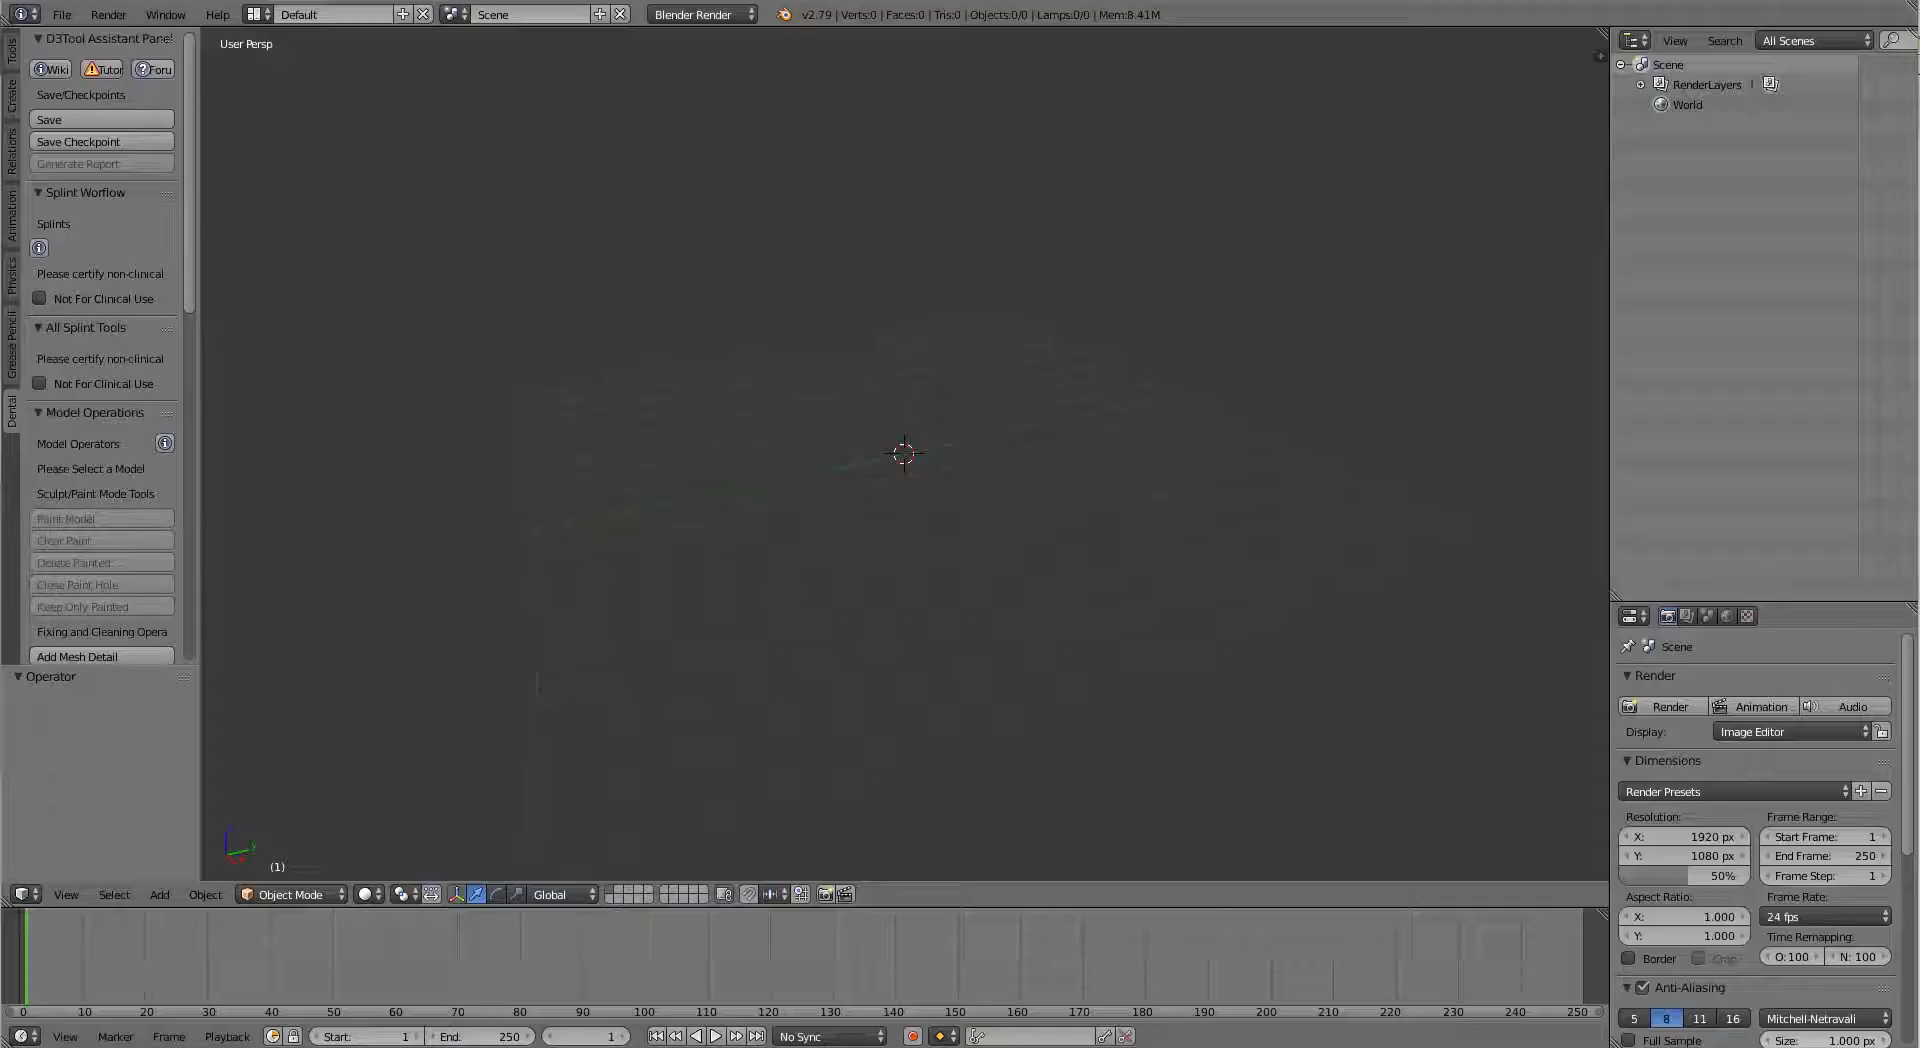 File Render Window Help Default Scene Blender Render v2.79 | Verts:0 | Faces:0 | Tris:0 | Objects:0/0 | Lamps:0/0 | Mem:8.41M
Tools
Create
Relations
Animation
Physics
Grease Pencil
Dental
D3Tool Assistant Panel
Wiki Tutor Foru
Save/Checkpoints
Save
Save Checkpoint
Generate Report
Splint Worflow
Splints
Please certify non-clinical
Not For Clinical Use
All Splint Tools
Please certify non-clinical
Not For Clinical Use
Model Operations
Model Operators
Please Select a Model
Sculpt/Paint Mode Tools
Paint Model
Clear Paint
Delete Painted
Close Paint Hole
Keep Only Painted
Fixing and Cleaning Opera
Add Mesh Detail
Operator
User Persp
(1)
View Select Add Object Object Mode Global
0 10 20 30 40 50 60 70 80 90 100 110 120 130 140 150 160 170 180 190 200 210 220 230 240 250
View Marker Frame Playback Start: 1 End: 250 1 No Sync
View Search All Scenes
Scene
RenderLayers |
World
Scene
Render
Render Animation Audio
Display: Image Editor
Dimensions
Render Presets
Resolution: Frame Range:
X: 1920 px Start Frame: 1
Y: 1080 px End Frame: 250
50% Frame Step: 1
Aspect Ratio: Frame Rate:
X: 1.000 24 fps
Y: 1.000 Time Remapping:
Border Crop O:100 N: 100
Anti-Aliasing
5 8 11 16 Mitchell-Netravali
Full Sample Size: 1.000 px